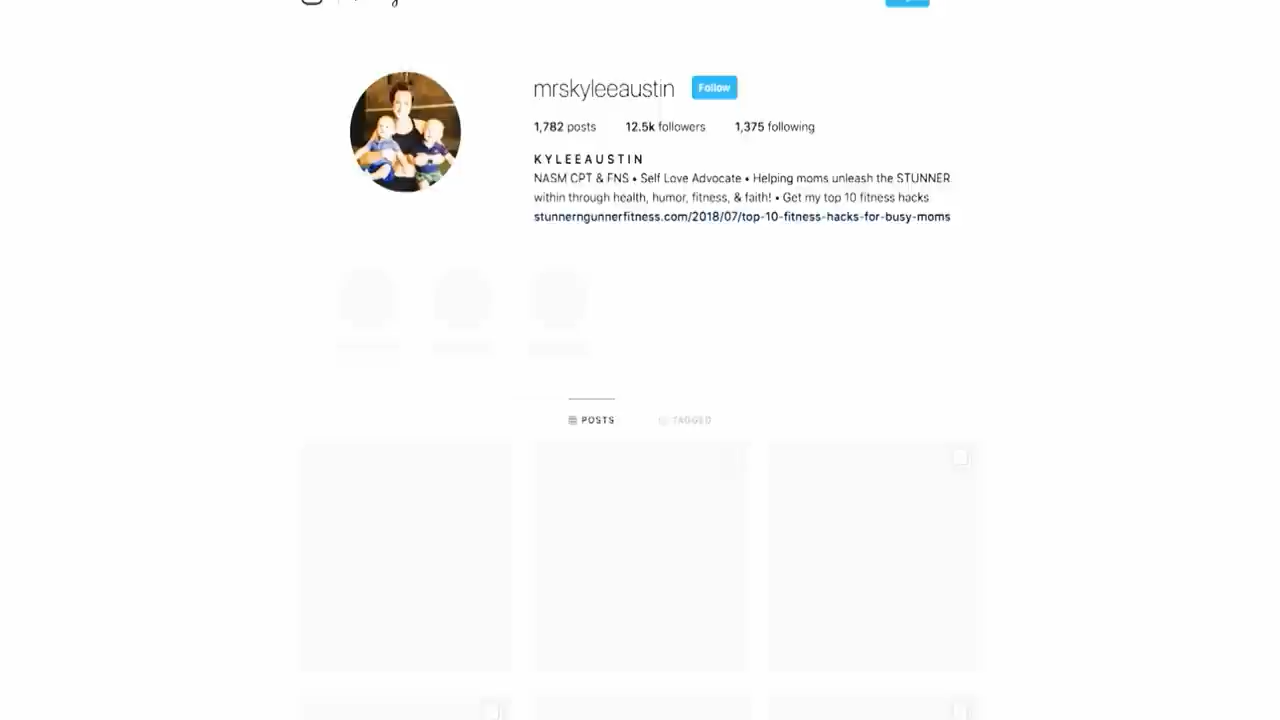 mrskyleeaustin Follow
1,782 posts 12.5k followers 1,375 following
KYLEEAUSTIN
NASM CPT & FNS • Self Love Advocate • Helping moms unleash the STUNNER
within through health, humor, fitness, & faith! • Get my top 10 fitness hacks
stunnerngunnerfitness.com/2018/07/top-10-fitness-hacks-for-busy-moms
POSTS TAGGED